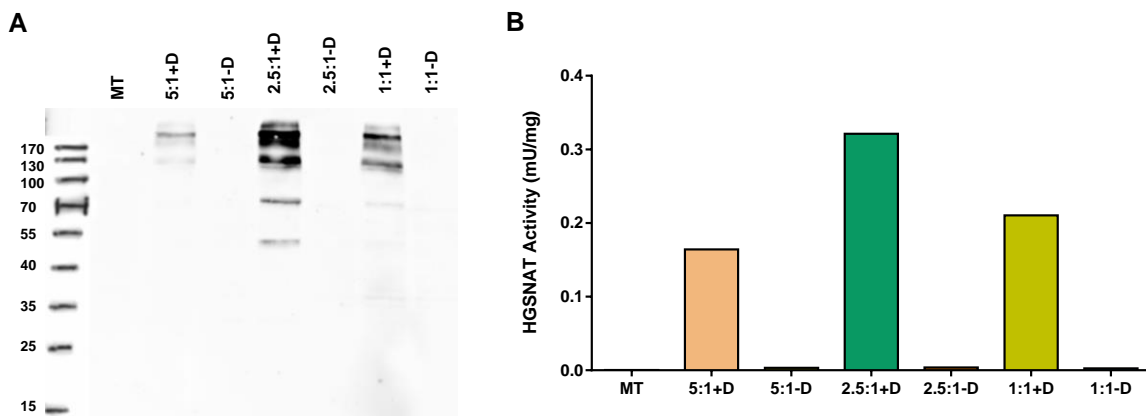 A
MT
5:1+D
5:1-D
2.5:1+D
2.5:1-D
1:1+D
1:1-D
170
130
100
70
55
40
35
25
15
B
HGSNAT Activity (mU/mg)
0.4
0.3
0.2
0.1
0.0
MT 5:1+D 5:1-D 2.5:1+D 2.5:1-D 1:1+D 1:1-D